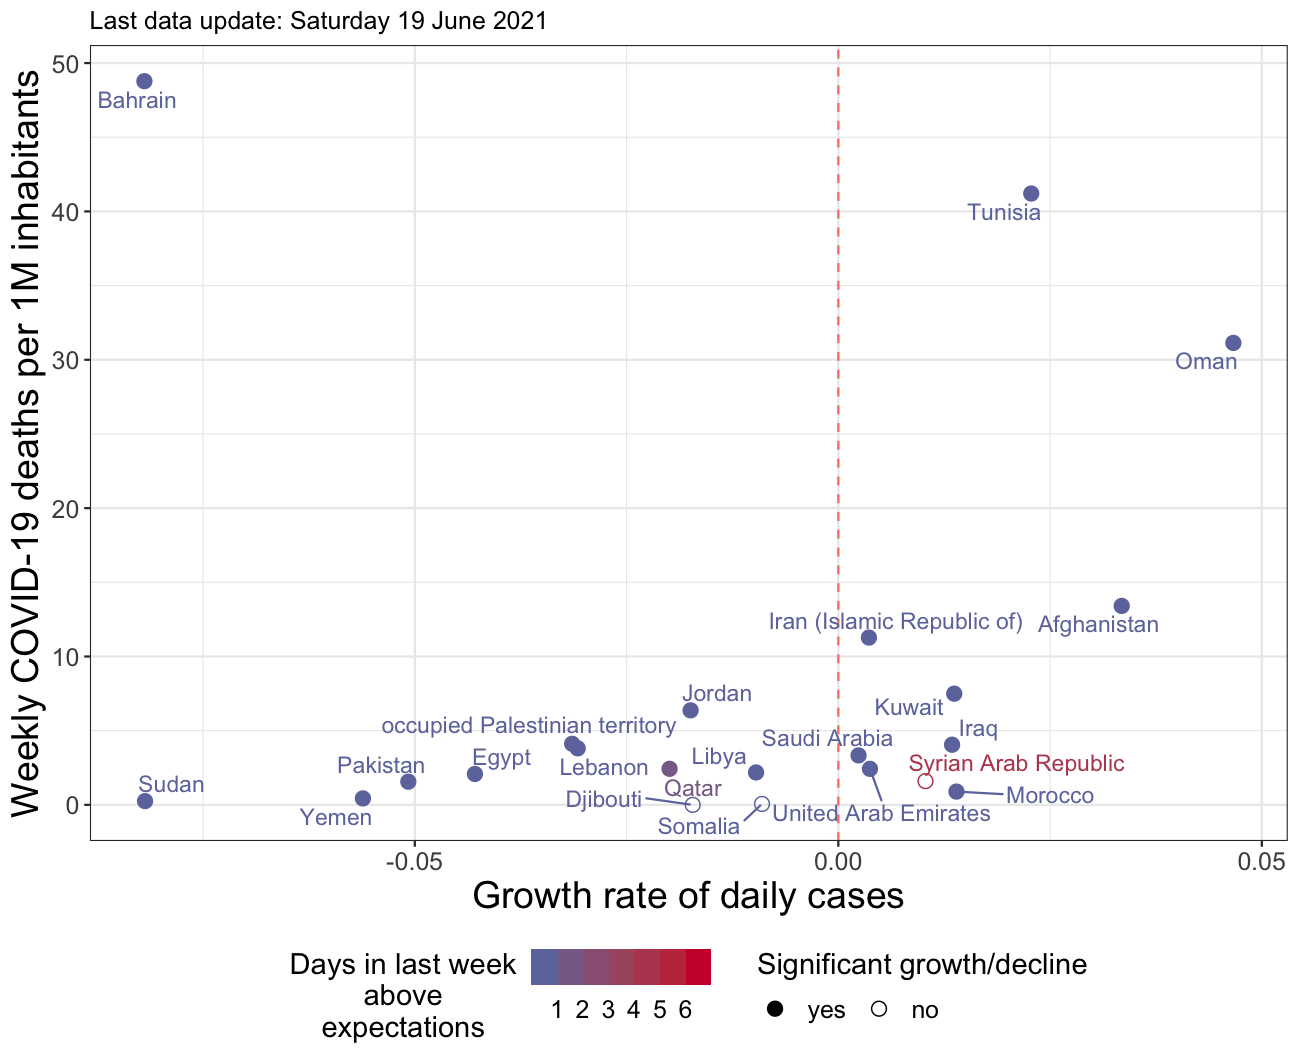 Last data update: Saturday 19 June 2021
Weekly COVID-19 deaths per 1M inhabitants
50
40
30
20
10
0
Bahrain
Tunisia
Oman
Iran (Islamic Republic of)
Afghanistan
Jordan
Kuwait
occupied Palestinian territory
Iraq
Saudi Arabia
Egypt
Libya
Pakistan
Lebanon
Syrian Arab Republic
Sudan
Qatar
Djibouti
Morocco
Yemen
Somalia
United Arab Emirates
-0.05
0.00
0.05
Growth rate of daily cases
Days in last week
above
expectations
1 2 3 4 5 6
Significant growth/decline
yes
no